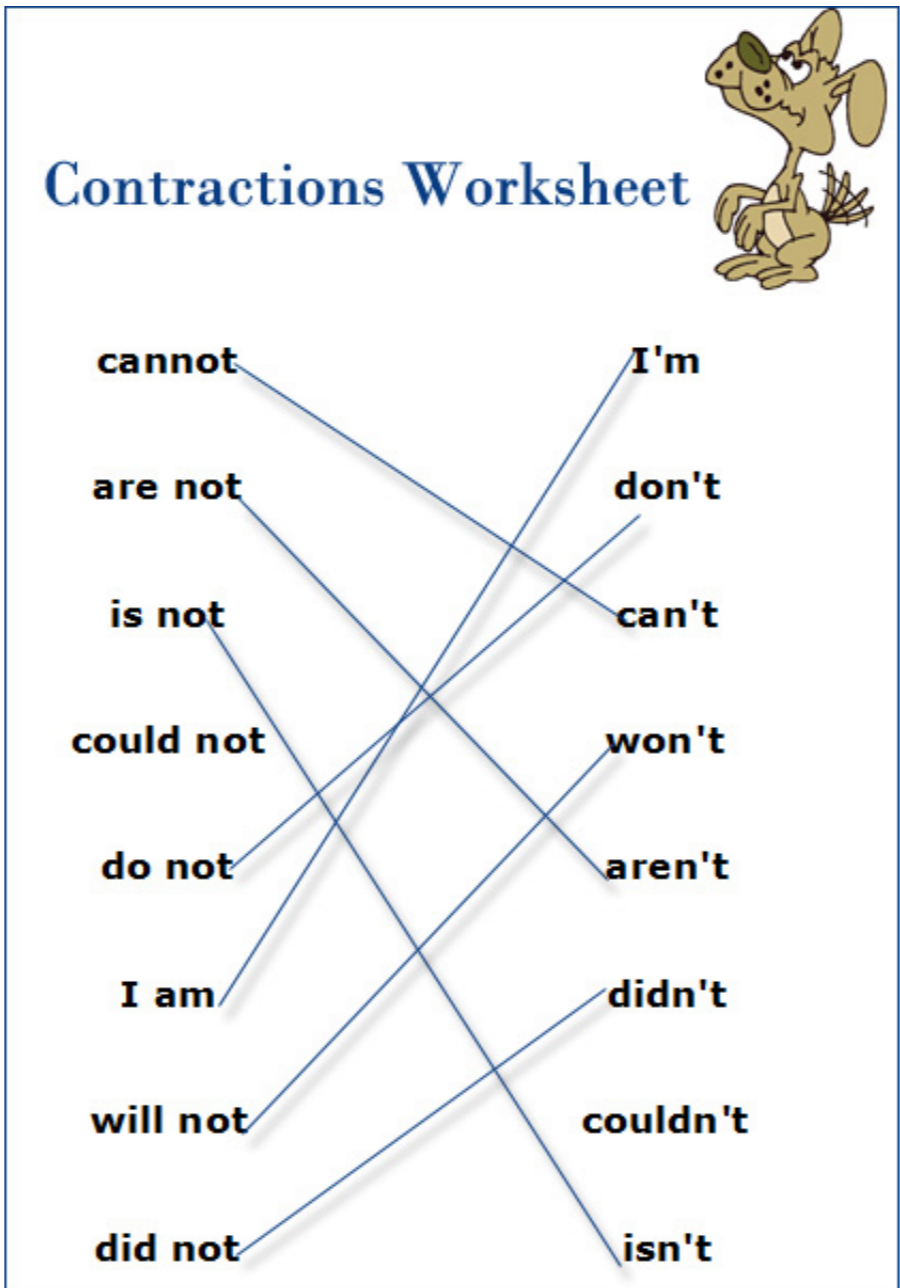 Contractions Worksheet
cannot I'm
are not don't
is not can't
could not won't
do not aren't
I am didn't
will not couldn't
did not isn't